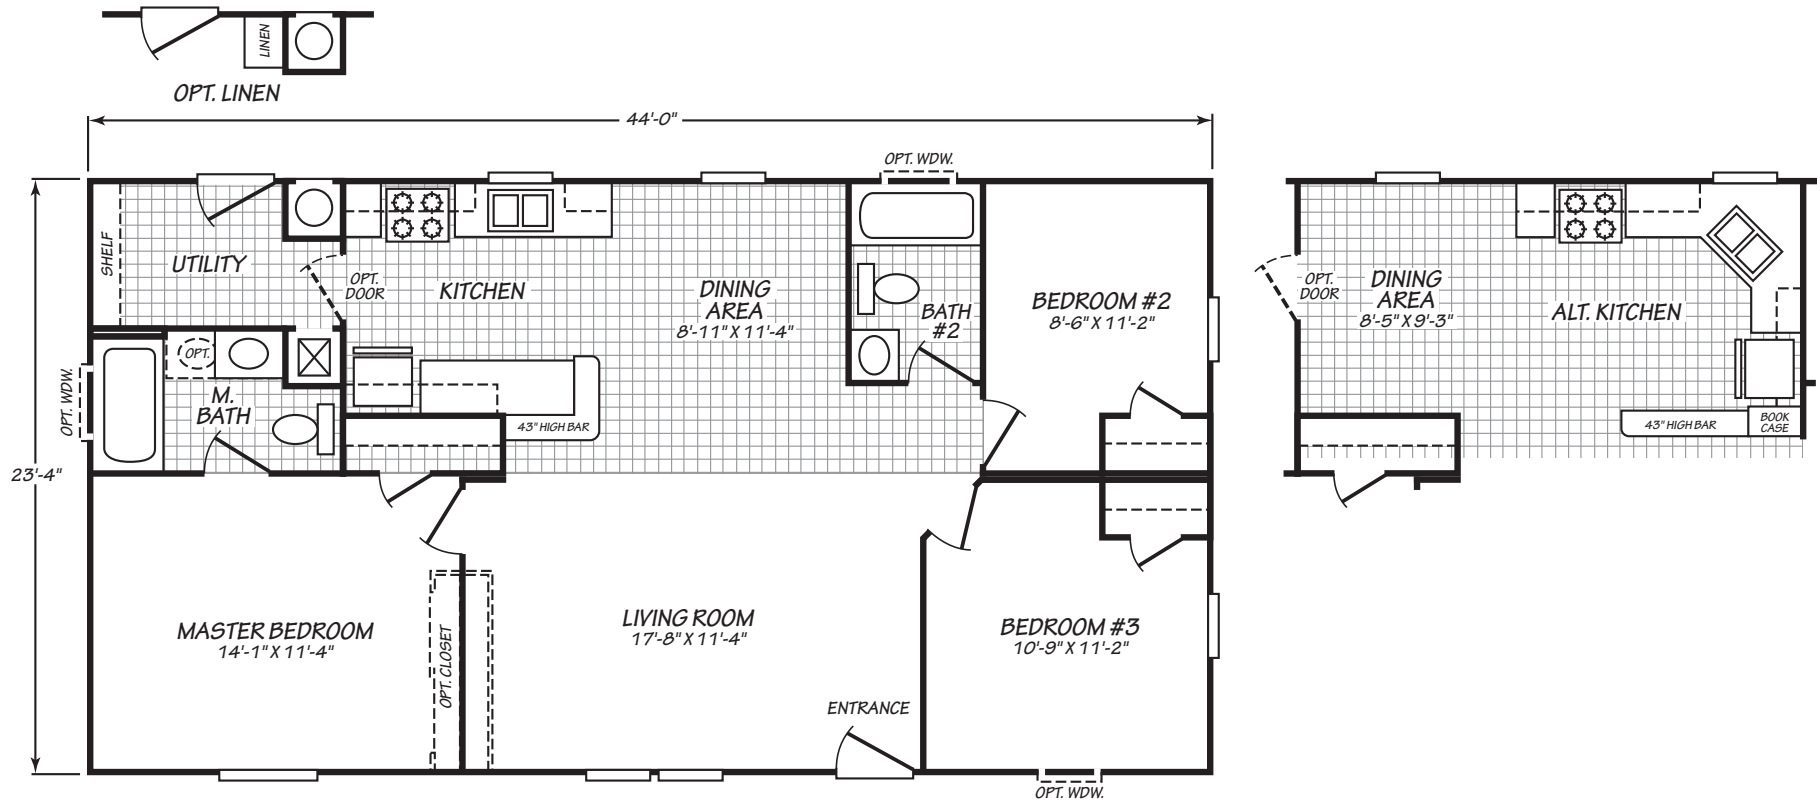 LINEN
OPT. LINEN
44'-0"
OPT. WDW.
SHELF
UTILITY
OPT.
DOOR
KITCHEN
DINING
AREA
8'-11" X 11'-4"
BATH
#2
BEDROOM #2
8'-6" X 11'-2"
OPT.
DOOR
DINING
AREA
8'-5" X 9'-3"
ALT. KITCHEN
OPT.
M.
BATH
OPT. WDW.
43" HIGH BAR
43" HIGH BAR
BOOK
CASE
23'-4"
MASTER BEDROOM
14'-1" X 11'-4"
OPT. CLOSET
LIVING ROOM
17'-8" X 11'-4"
BEDROOM #3
10'-9" X 11'-2"
ENTRANCE
OPT. WDW.